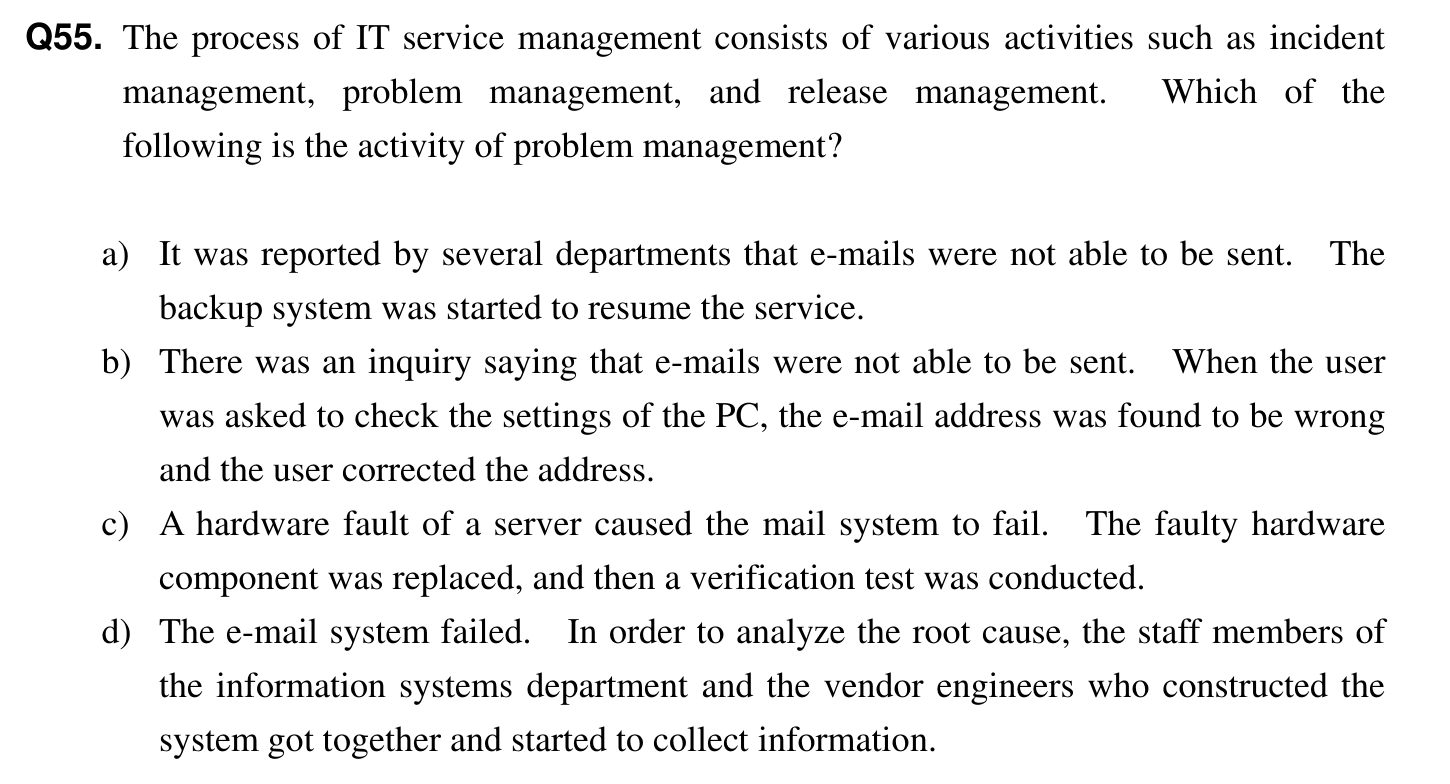 Q55. The process of IT service management consists of various activities such as incident
management, problem management, and release management. Which of the
following is the activity of problem management?
a) It was reported by several departments that e-mails were not able to be sent. The
backup system was started to resume the service.
b) There was an inquiry saying that e-mails were not able to be sent. When the user
was asked to check the settings of the PC, the e-mail address was found to be wrong
and the user corrected the address.
c) A hardware fault of a server caused the mail system to fail. The faulty hardware
component was replaced, and then a verification test was conducted.
d) The e-mail system failed. In order to analyze the root cause, the staff members of
the information systems department and the vendor engineers who constructed the
system got together and started to collect information.